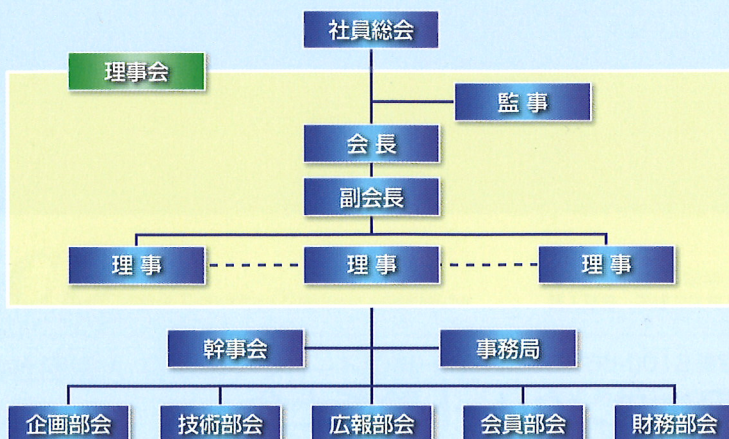 社員総会
理事会
監事
会長
副会長
理事
理事
理事
幹事会
事務局
企画部会
技術部会
広報部会
会員部会
財務部会